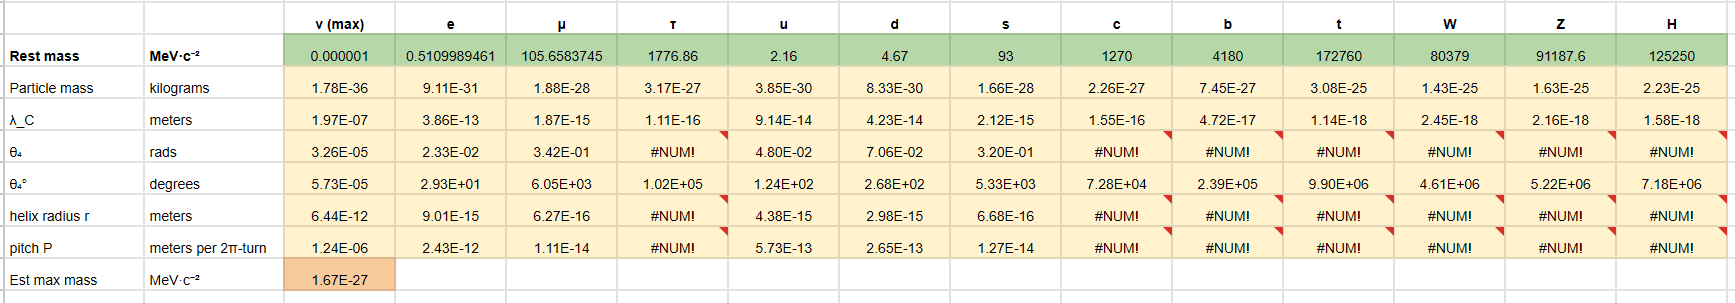 ν (max) e μ τ u d s c b t W Z H
Rest mass MeV·c⁻² 0.000001 0.5109989461 105.6583745 1776.86 2.16 4.67 93 1270 4180 172760 80379 91187.6 125250
Particle mass kilograms 1.78E-36 9.11E-31 1.88E-28 3.17E-27 3.85E-30 8.33E-30 1.66E-28 2.26E-27 7.45E-27 3.08E-25 1.43E-25 1.63E-25 2.23E-25
λ_C meters 1.97E-07 3.86E-13 1.87E-15 1.11E-16 9.14E-14 4.23E-14 2.12E-15 1.55E-16 4.72E-17 1.14E-18 2.45E-18 2.16E-18 1.58E-18
θ₄ rads 3.26E-05 2.33E-02 3.42E-01 #NUM! 4.80E-02 7.06E-02 3.20E-01 #NUM! #NUM! #NUM! #NUM! #NUM! #NUM!
θ₄° degrees 5.73E-05 2.93E+01 6.05E+03 1.02E+05 1.24E+02 2.68E+02 5.33E+03 7.28E+04 2.39E+05 9.90E+06 4.61E+06 5.22E+06 7.18E+06
helix radius r meters 6.44E-12 9.01E-15 6.27E-16 #NUM! 4.38E-15 2.98E-15 6.68E-16 #NUM! #NUM! #NUM! #NUM! #NUM! #NUM!
pitch P meters per 2π-turn 1.24E-06 2.43E-12 1.11E-14 #NUM! 5.73E-13 2.65E-13 1.27E-14 #NUM! #NUM! #NUM! #NUM! #NUM! #NUM!
Est max mass MeV·c⁻² 1.67E-27